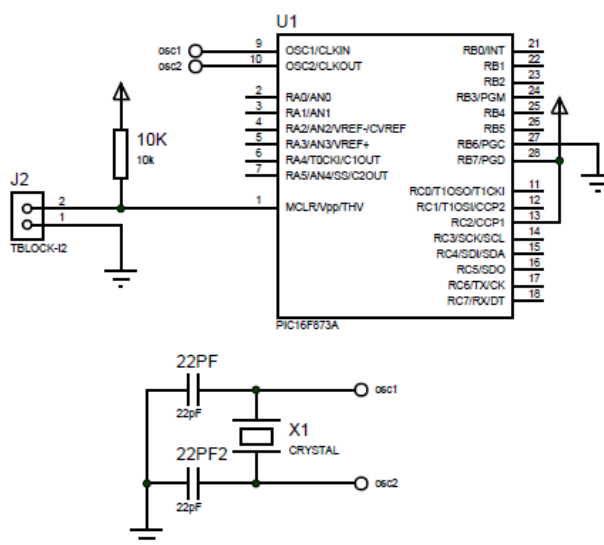 U1
osc1
osc2
9
10
OSC1/CLKIN
OSC2/CLKOUT
2
3
4
5
6
7
RA0/AN0
RA1/AN1
RA2/AN2/VREF-/CVREF
RA3/AN3/VREF+
RA4/T0CKI/C1OUT
RA5/AN4/SS/C2OUT
1
MCLR/Vpp/THV
RB0/INT
RB1
RB2
RB3/PGM
RB4
RB5
RB6/PGC
RB7/PGD
21
22
23
24
25
26
27
28
RC0/T1OSO/T1CKI
RC1/T1OSI/CCP2
RC2/CCP1
RC3/SCK/SCL
RC4/SDI/SDA
RC5/SDO
RC6/TX/CK
RC7/RX/DT
11
12
13
14
15
16
17
18
PIC16F873A
10K
10k
J2
2
1
TBLOCK-I2
22PF
22pF
osc1
X1
CRYSTAL
22PF2
22pF
osc2